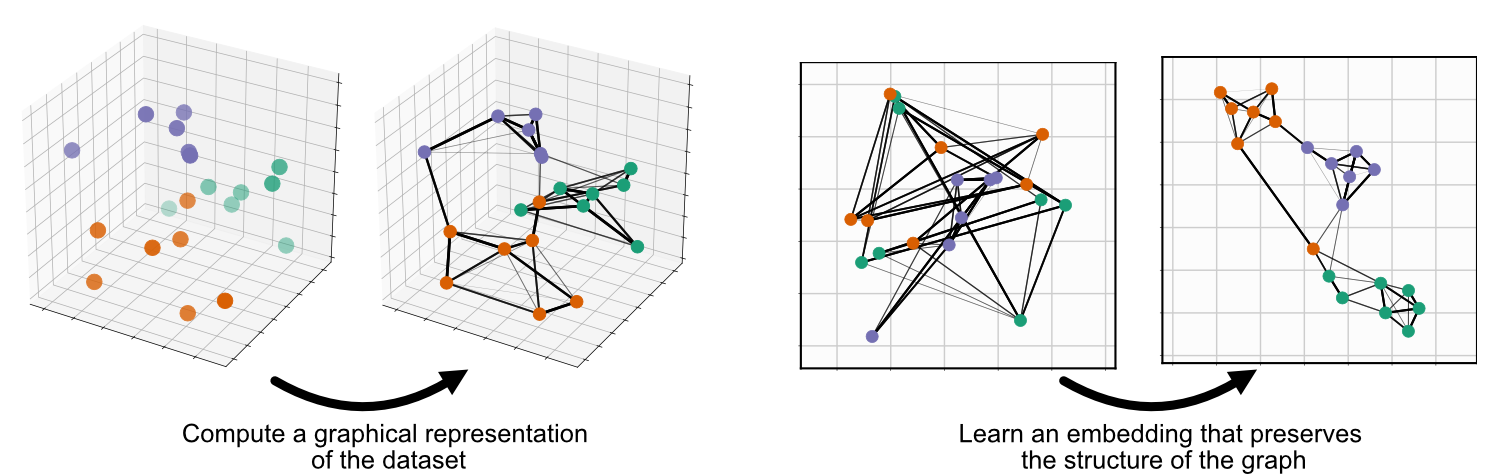 Compute a graphical representation
of the dataset
Learn an embedding that preserves
the structure of the graph